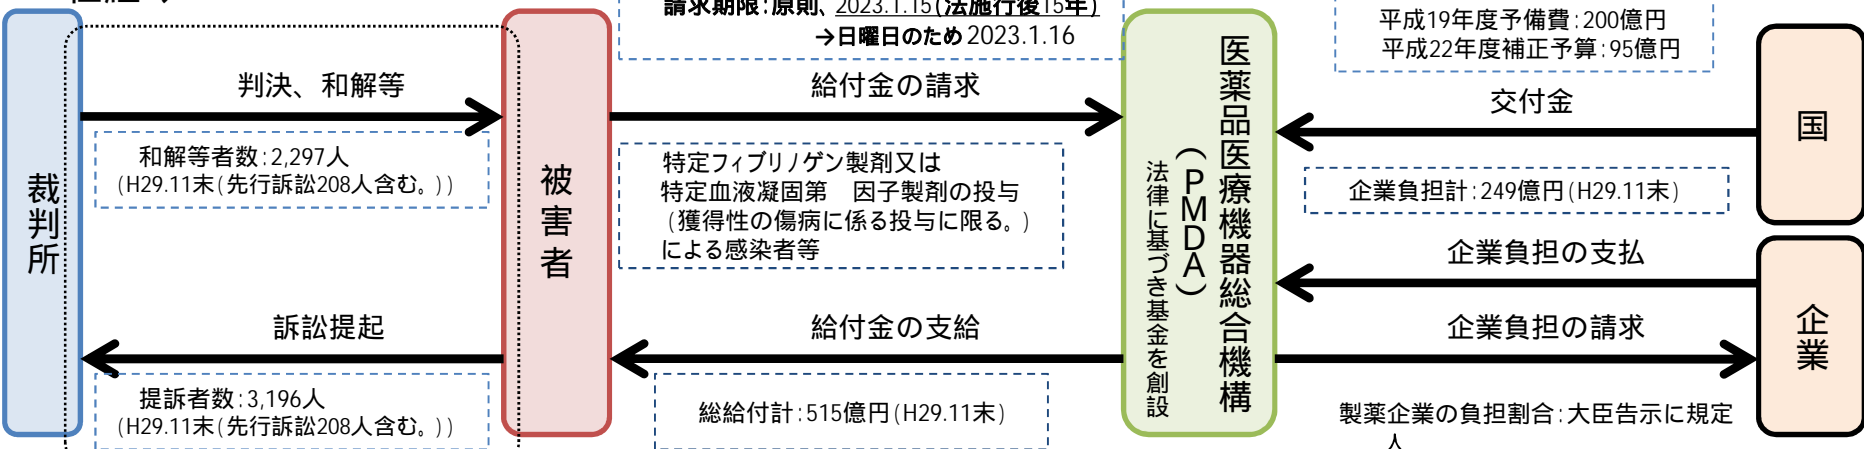 請求期限：原則、2023.1.15(法施行後15年)
→日曜日のため2023.1.16
平成19年度予備費：200億円
平成22年度補正予算：95億円
裁判所
判決、和解等
和解等者数：2,297人
(H29.11末(先行訴訟208人含む。))
訴訟提起
提訴者数：3,196人
(H29.11末(先行訴訟208人含む。))
被害者
給付金の請求
特定フィブリノゲン製剤又は
特定血液凝固第　因子製剤の投与
(獲得性の傷病に係る投与に限る。)
による感染者等
給付金の支給
総給付計：515億円(H29.11末)
医薬品医療機器総合機構
(PMDA)
法律に基づき基金を創設
交付金
企業負担計：249億円(H29.11末)
企業負担の支払
企業負担の請求
製薬企業の負担割合：大臣告示に規定
国
企業